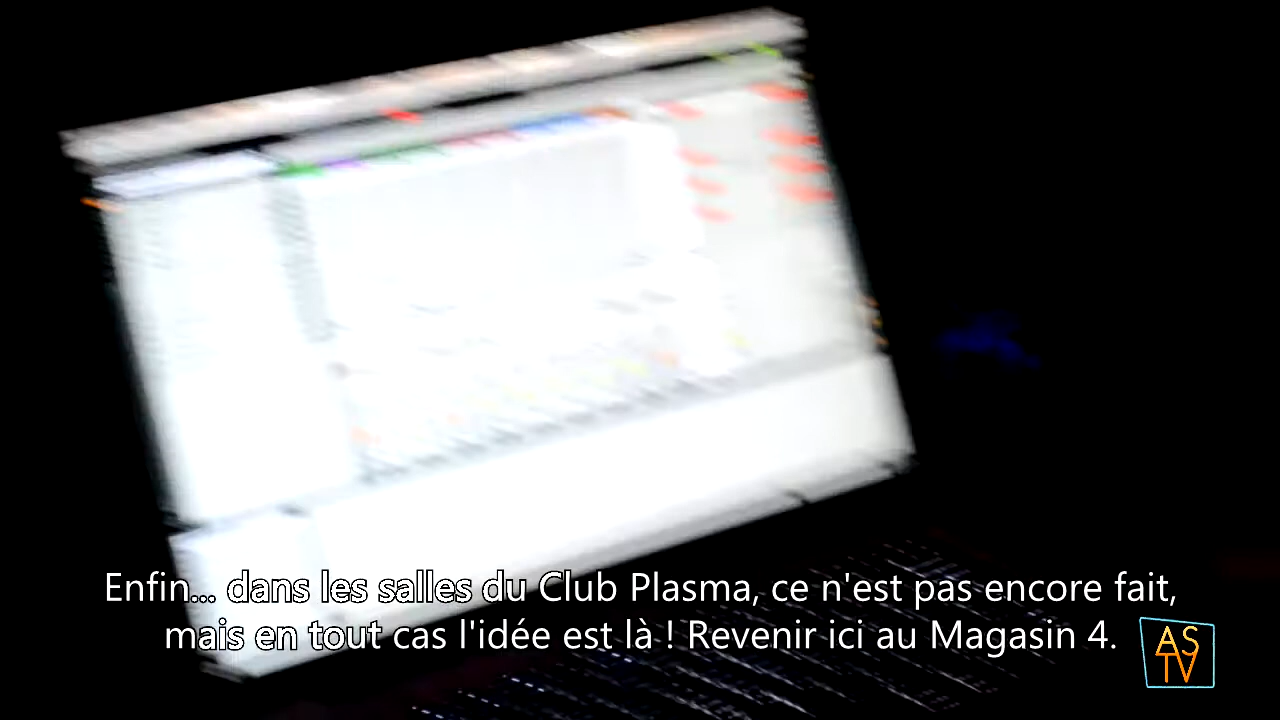 Enfin... dans les salles du Club Plasma, ce n'est pas encore fait,
mais en tout cas l'idée est là ! Revenir ici au Magasin 4.
AS
TV